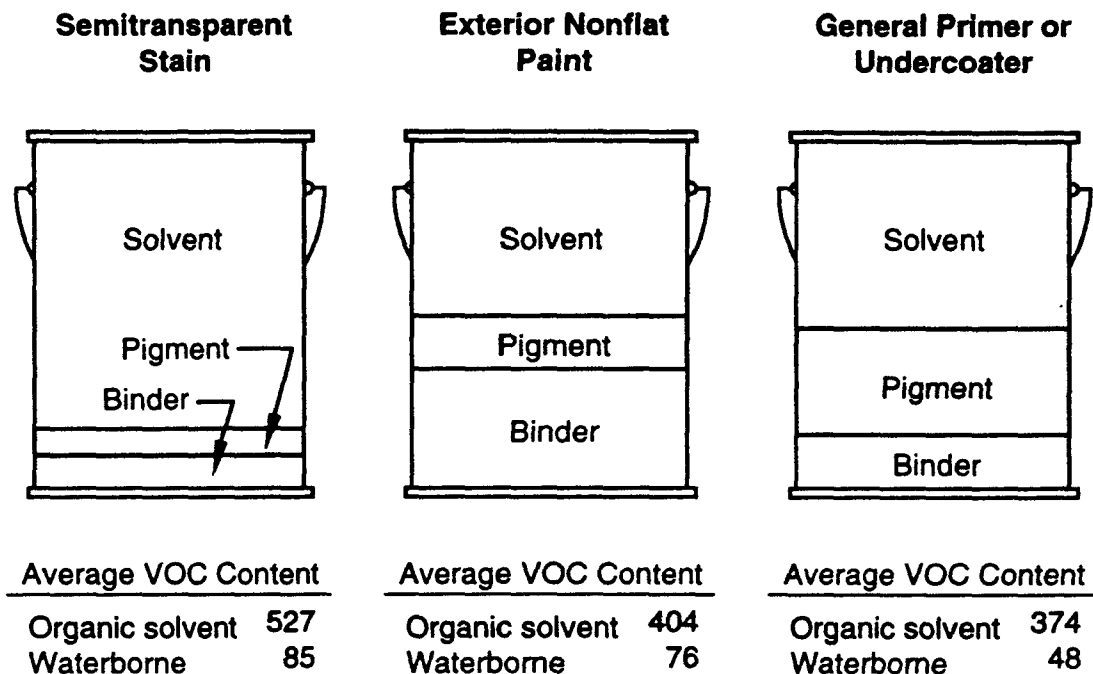 Semitransparent
Stain
Solvent
Pigment
Binder
Average VOC Content
Organic solvent 527
Waterborne 85
Exterior Nonflat
Paint
Solvent
Pigment
Binder
Average VOC Content
Organic solvent 404
Waterborne 76
General Primer or
Undercoater
Solvent
Pigment
Binder
Average VOC Content
Organic solvent 374
Waterborne 48